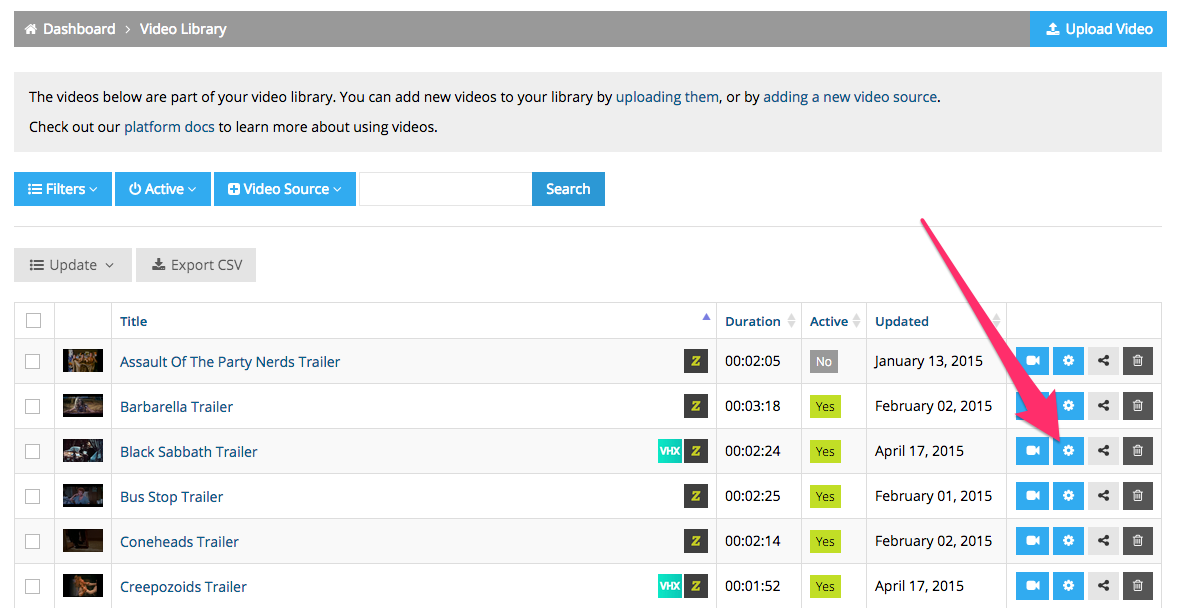 Dashboard > Video Library
Upload Video
The videos below are part of your video library. You can add new videos to your library by uploading them, or by adding a new video source.
Check out our platform docs to learn more about using videos.
Filters Active Video Source Search
Update Export CSV
Title Duration Active Updated
Assault Of The Party Nerds Trailer Z 00:02:05 No January 13, 2015
Barbarella Trailer Z 00:03:18 Yes February 02, 2015
Black Sabbath Trailer VHX Z 00:02:24 Yes April 17, 2015
Bus Stop Trailer Z 00:02:25 Yes February 01, 2015
Coneheads Trailer Z 00:02:14 Yes February 02, 2015
Creepozoids Trailer VHX Z 00:01:52 Yes April 17, 2015